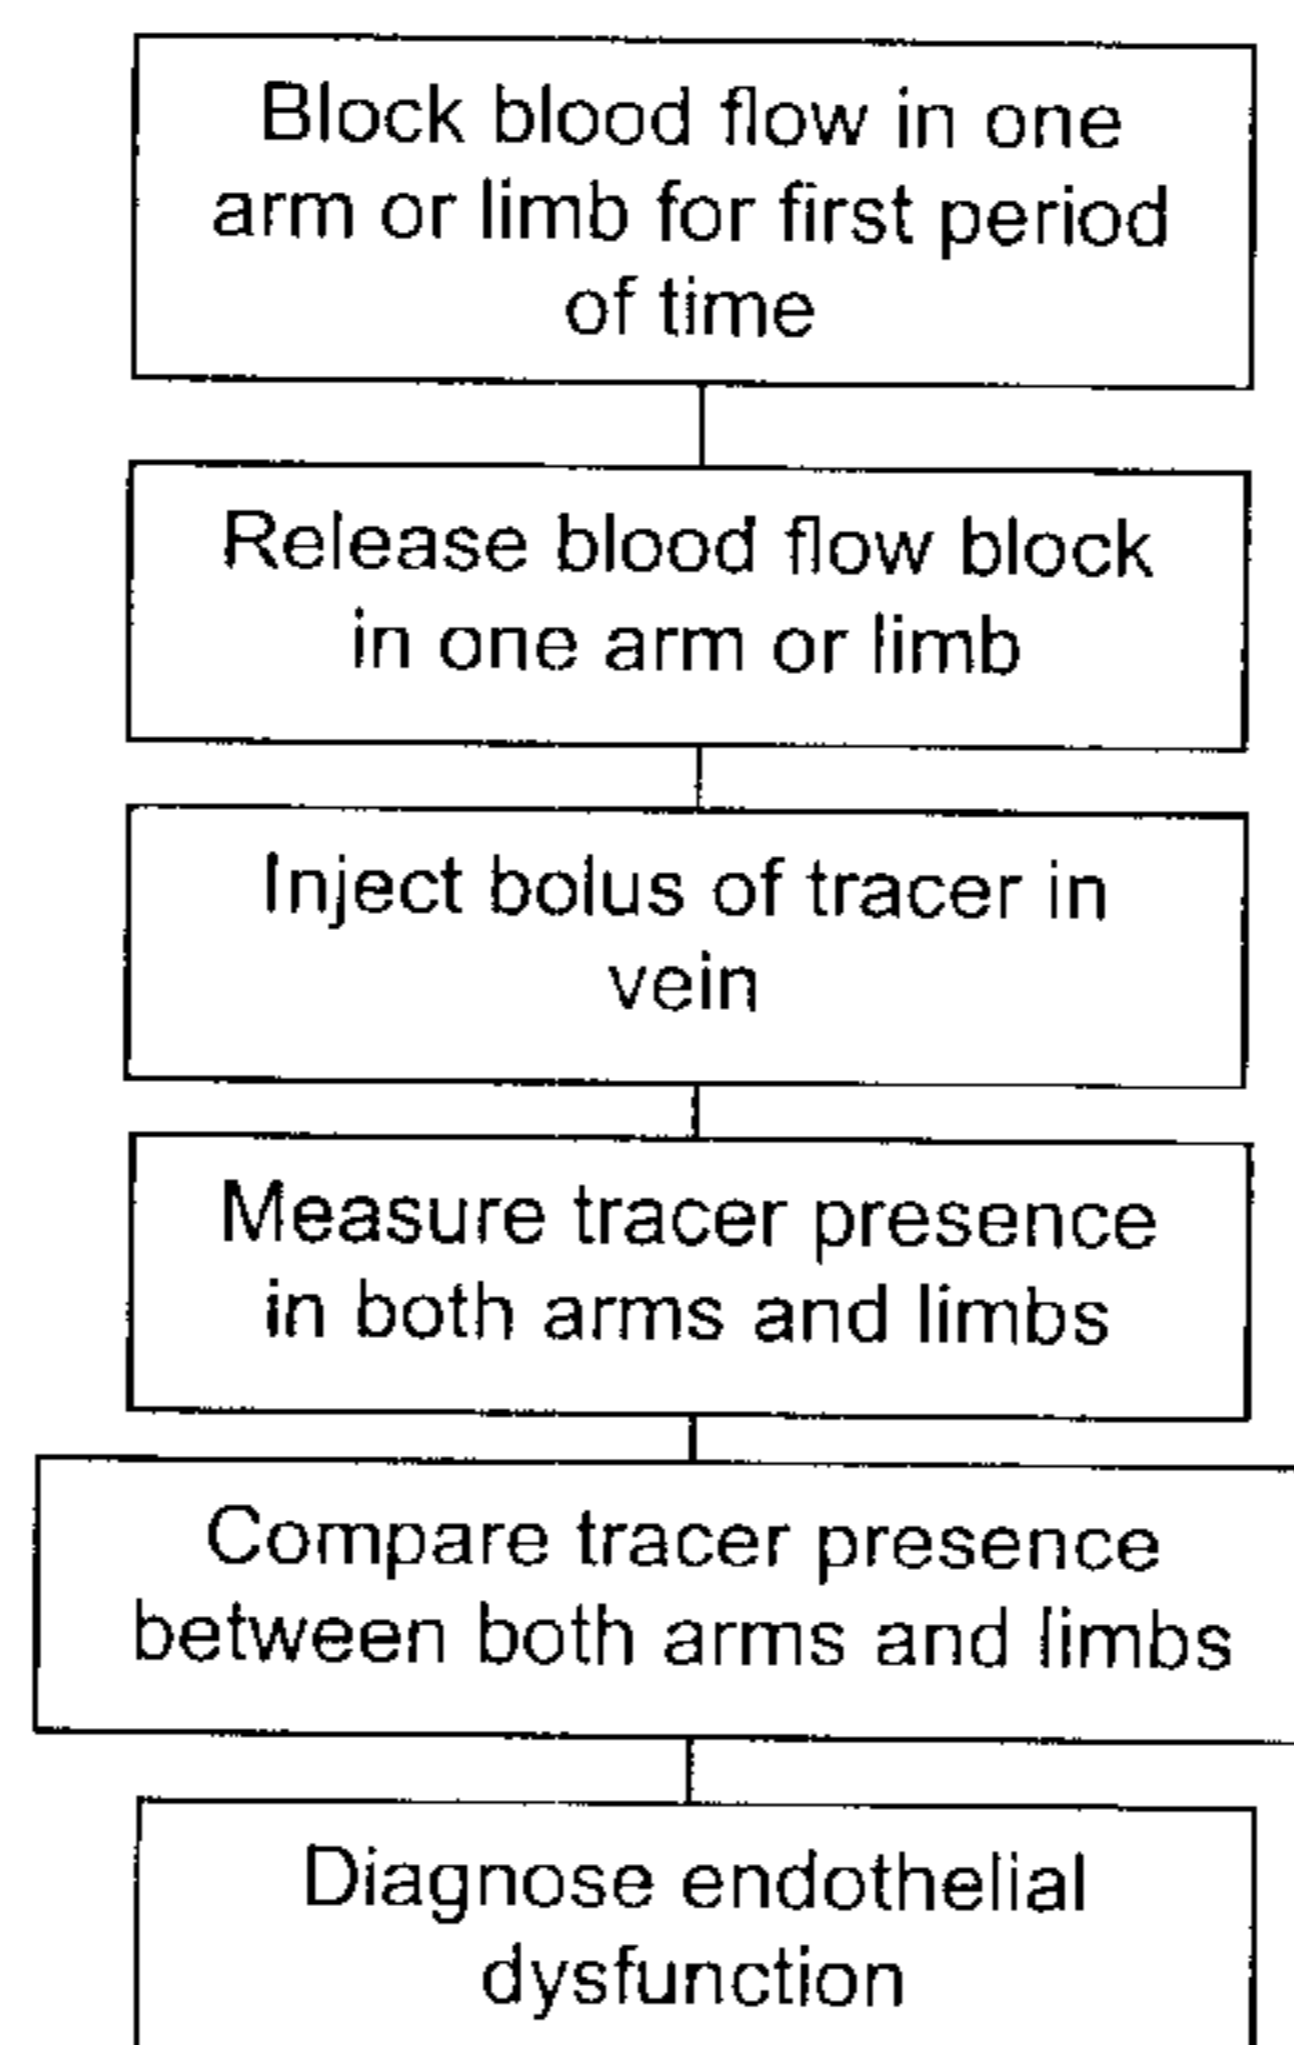 Block blood flow in one
arm or limb for first period
of time
Release blood flow block
in one arm or limb
Inject bolus of tracer in
vein
Measure tracer presence
in both arms and limbs
Compare tracer presence
between both arms and limbs
Diagnose endothelial
dysfunction